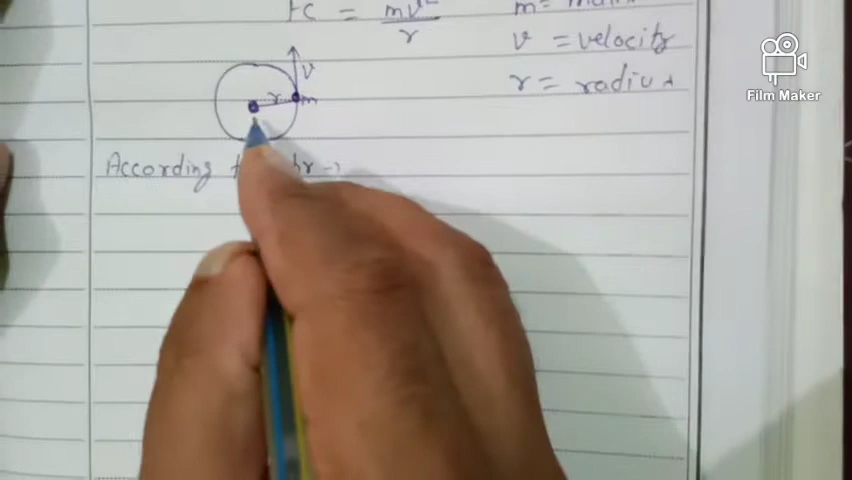 FC = mv²/r
v = velocity
r = radius
v
r m
According
Film Maker